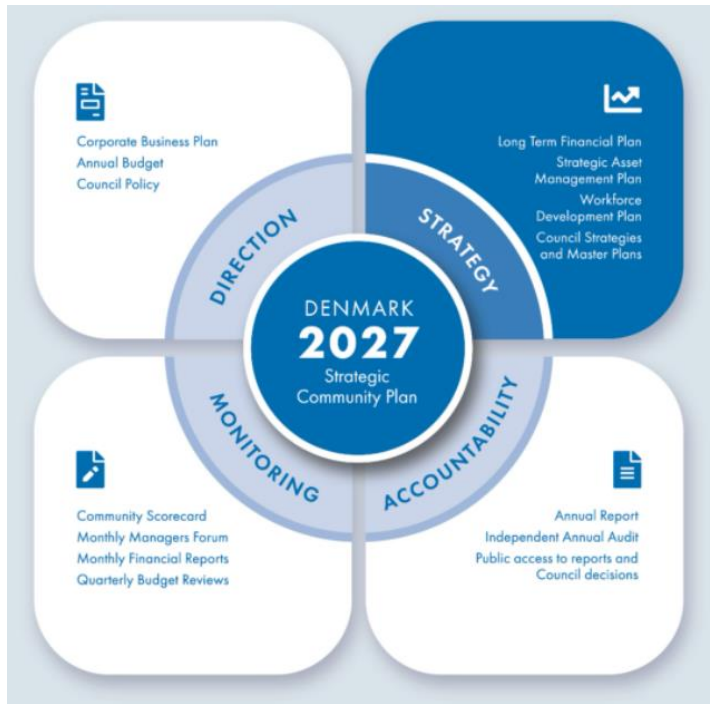 Corporate Business Plan
Annual Budget
Council Policy
Long Term Financial Plan
Strategic Asset
Management Plan
Workforce
Development Plan
Council Strategies
and Master Plans
DIRECTION
STRATEGY
DENMARK
2027
Strategic
Community Plan
MONITORING
ACCOUNTABILITY
Community Scorecard
Monthly Managers Forum
Monthly Financial Reports
Quarterly Budget Reviews
Annual Report
Independent Annual Audit
Public access to reports and
Council decisions